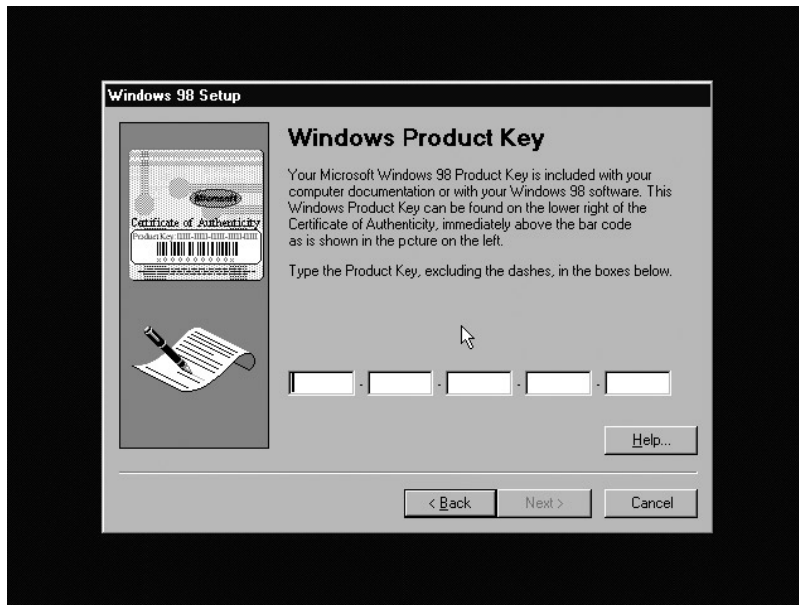 Windows 98 Setup
Windows Product Key
Your Microsoft Windows 98 Product Key is included with your
computer documentation or with your Windows 98 software. This
Windows Product Key can be found on the lower right of the
Certificate of Authenticity, immediately above the bar code
as is shown in the pcture on the left.
Type the Product Key, excluding the dashes, in the boxes below.
Microsoft
Certificate of Authenticity
Product Key:
- - - -
Help...
< Back
Next >
Cancel